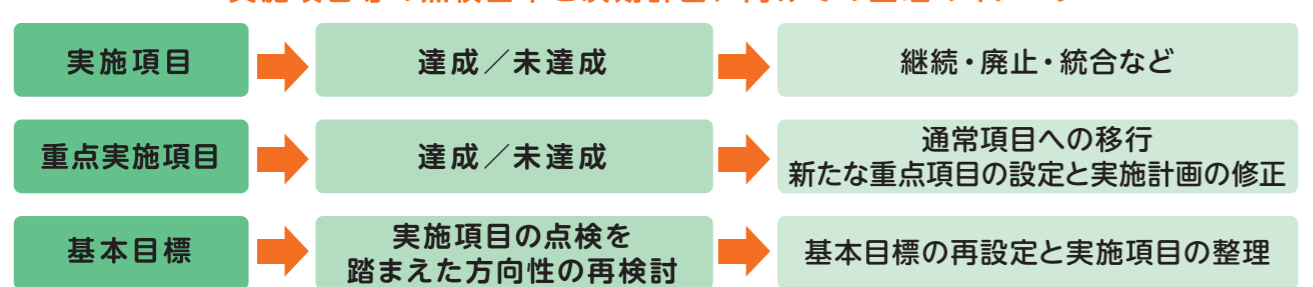 実施項目
達成／未達成
継続・廃止・統合など
重点実施項目
達成／未達成
通常項目への移行
新たな重点項目の設定と実施計画の修正
基本目標
実施項目の点検を
踏まえた方向性の再検討
基本目標の再設定と実施項目の整理